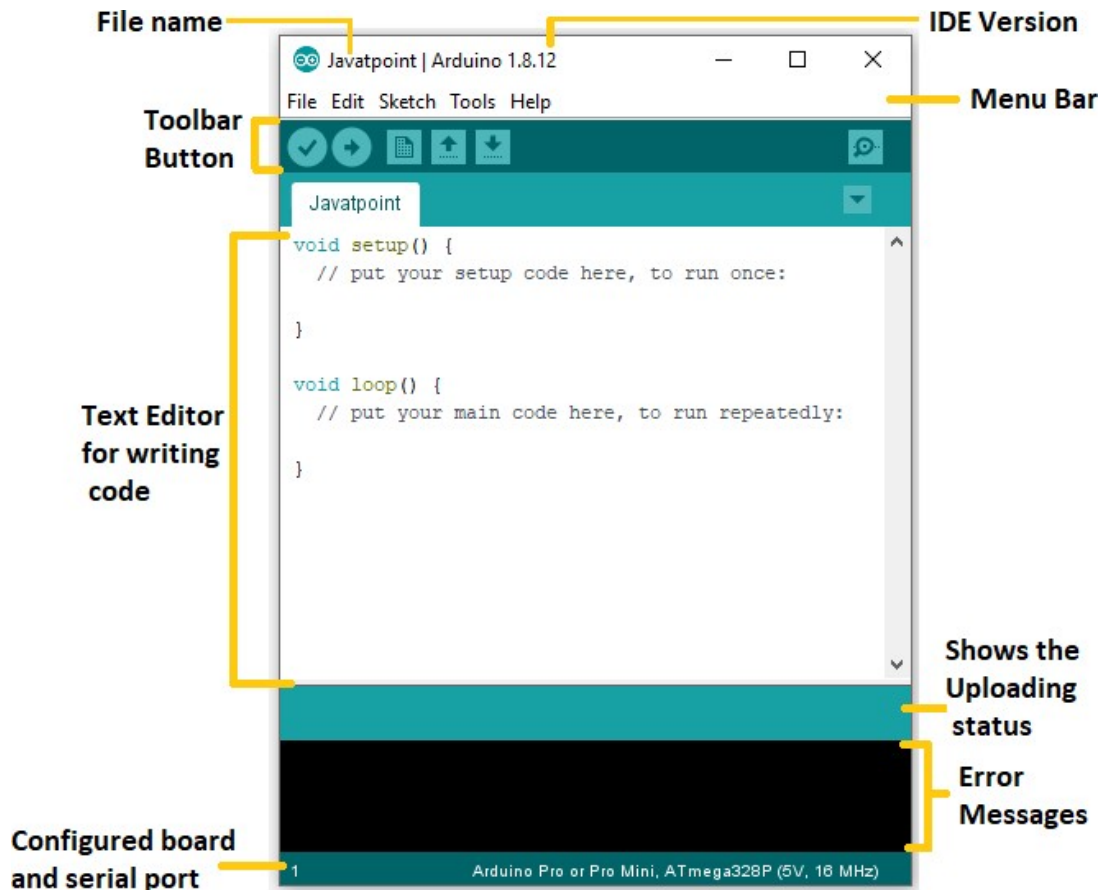 File name
IDE Version
Javatpoint | Arduino 1.8.12
File Edit Sketch Tools Help
Menu Bar
Toolbar
Button
Javatpoint
void setup() {
// put your setup code here, to run once:
}
void loop() {
// put your main code here, to run repeatedly:
}
Text Editor
for writing
code
Shows the
Uploading
status
Error
Messages
Configured board
and serial port
1
Arduino Pro or Pro Mini, ATmega328P (5V, 16 MHz)